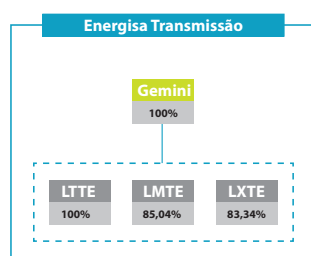 Energisa Transmissão
Gemini
100%
LTTE LMTE LXTE
100% 85,04% 83,34%